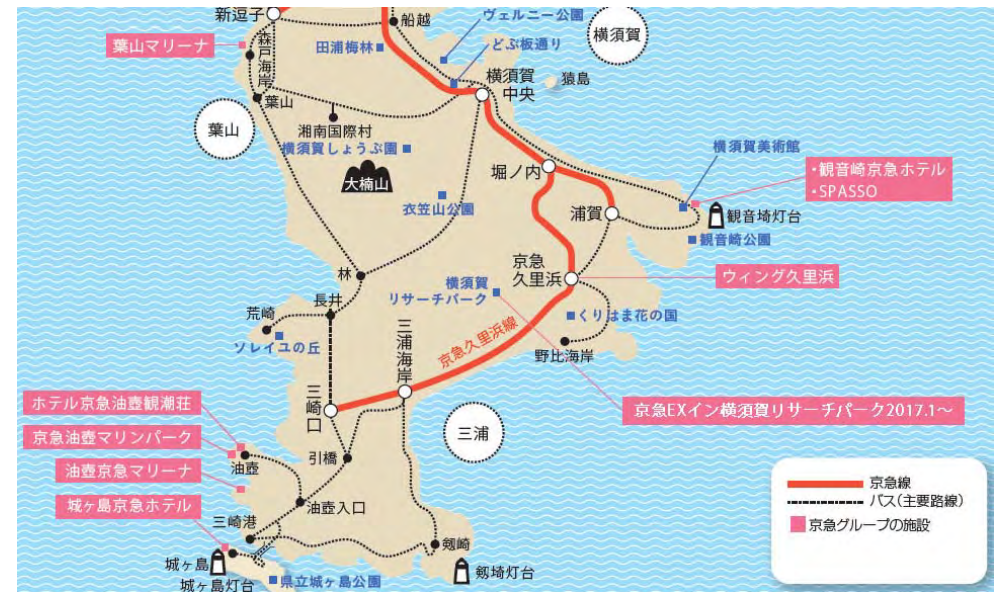 新逗子
船越
ヴェルニー公園
横須賀
葉山マリーナ
森戸海岸
田浦梅林
どぶ板通り
横須賀
中央
猿島
葉山
葉山
湘南国際村
横須賀しょうぶ園
大楠山
横須賀美術館
堀ノ内
・観音崎京急ホテル
・SPASSO
衣笠山公園
浦賀
観音埼灯台
観音崎公園
京急
久里浜
ウィング久里浜
林
横須賀
リサーチパーク
長井
荒崎
ソレイユの丘
くりはま花の国
三浦海岸
京急久里浜線
野比海岸
三崎口
ホテル京急油壺観潮荘
京急EXイン横須賀リサーチパーク2017.1～
三浦
京急油壺マリンパーク
油壺
引橋
油壺京急マリーナ
城ヶ島京急ホテル
油壺入口
三崎港
剱崎
城ヶ島
城ヶ島灯台
県立城ヶ島公園
剱埼灯台
京急線
バス(主要路線)
京急グループの施設